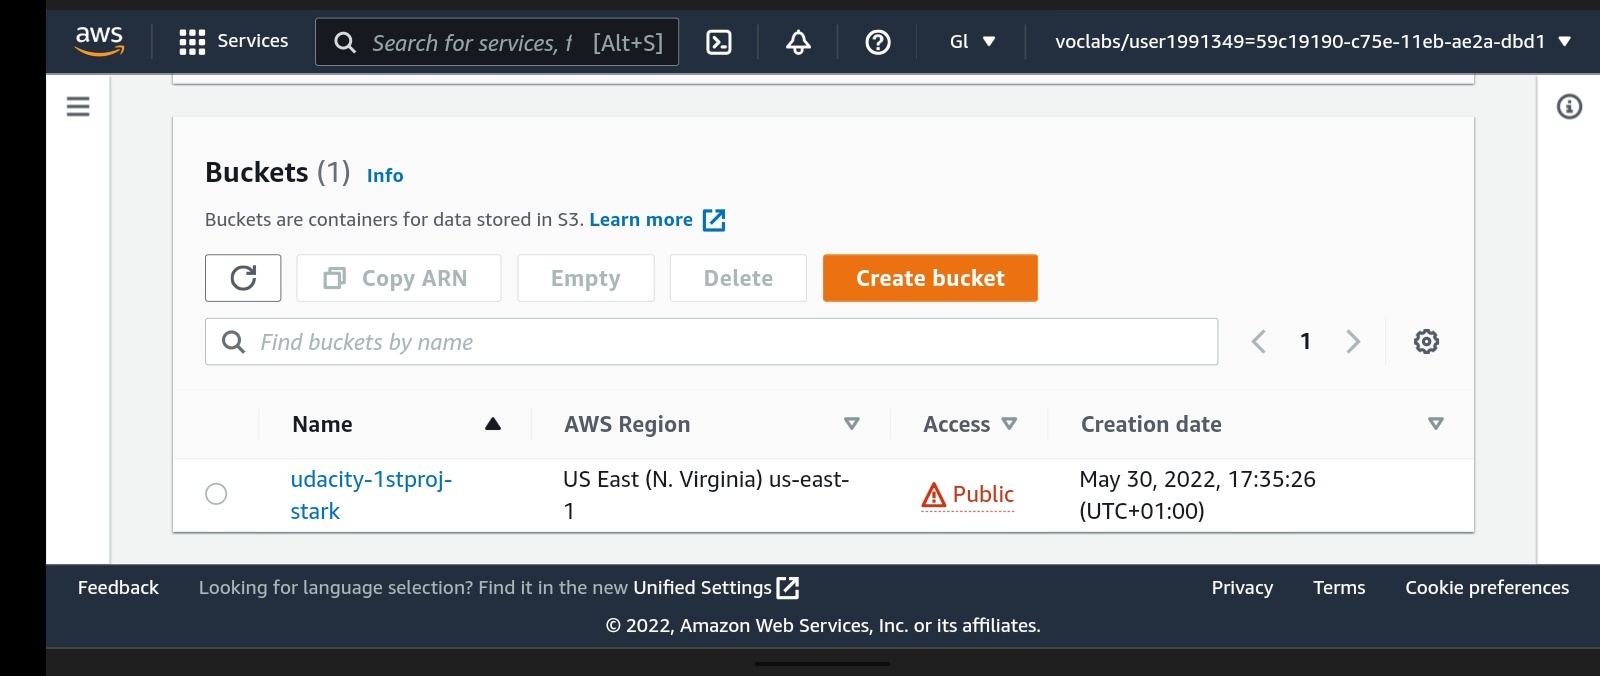 aws
Services
Search for services, f [Alt+S]
Gl
voclabs/user1991349=59c19190-c75e-11eb-ae2a-dbd1
Buckets (1) Info
Buckets are containers for data stored in S3. Learn more
Copy ARN
Empty
Delete
Create bucket
Find buckets by name
1
Name
AWS Region
Access
Creation date
udacity-1stproj-
stark
US East (N. Virginia) us-east-
1
Public
May 30, 2022, 17:35:26
(UTC+01:00)
Feedback
Looking for language selection? Find it in the new Unified Settings
Privacy
Terms
Cookie preferences
© 2022, Amazon Web Services, Inc. or its affiliates.